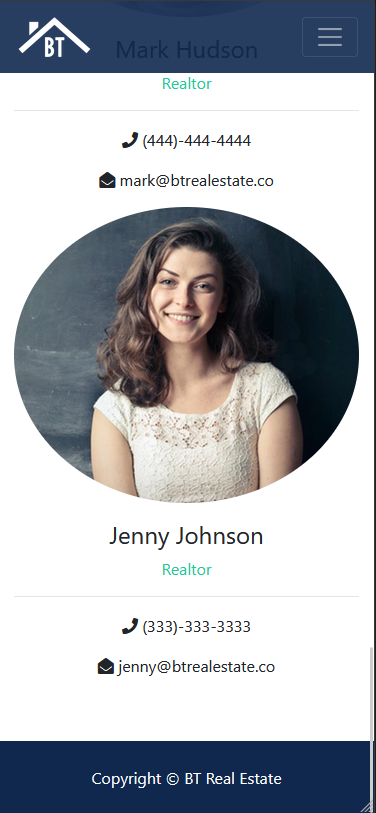 BT
Mark Hudson
Realtor
(444)-444-4444
mark@btrealestate.co
Jenny Johnson
Realtor
(333)-333-3333
jenny@btrealestate.co
Copyright © BT Real Estate